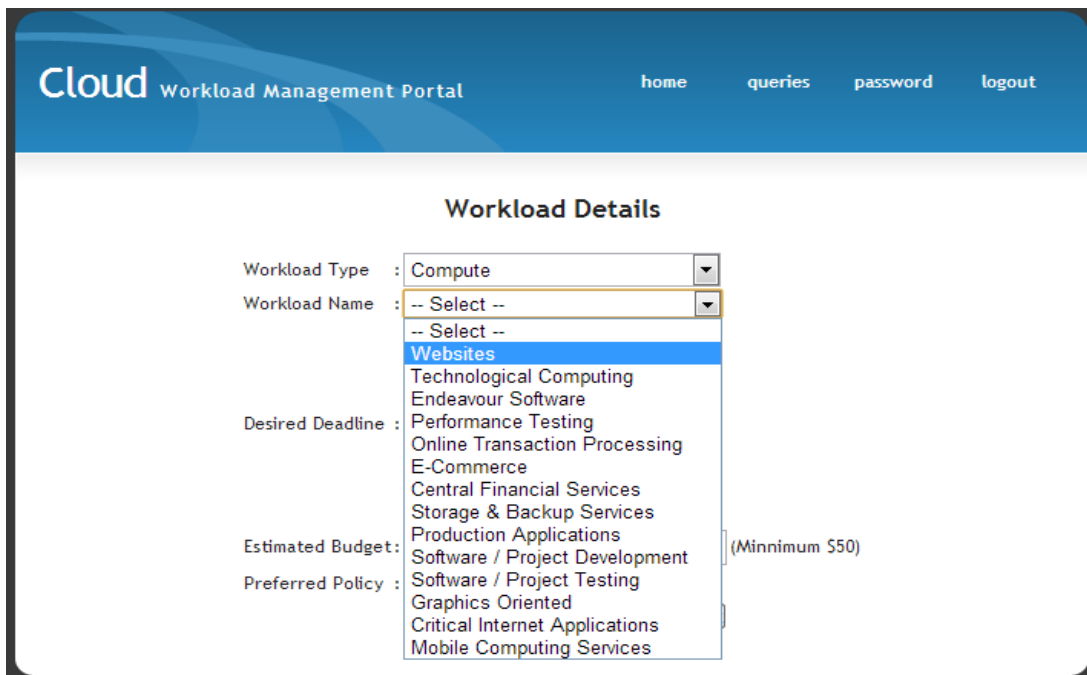 Cloud Workload Management Portal
home queries password logout
Workload Details
Workload Type : Compute
Workload Name : -- Select --
-- Select --
Websites
Technological Computing
Endeavour Software
Performance Testing
Desired Deadline :
Online Transaction Processing
E-Commerce
Central Financial Services
Storage & Backup Services
Production Applications
Estimated Budget: (Minnimum $50)
Software / Project Development
Software / Project Testing
Preferred Policy :
Graphics Oriented
Critical Internet Applications
Mobile Computing Services